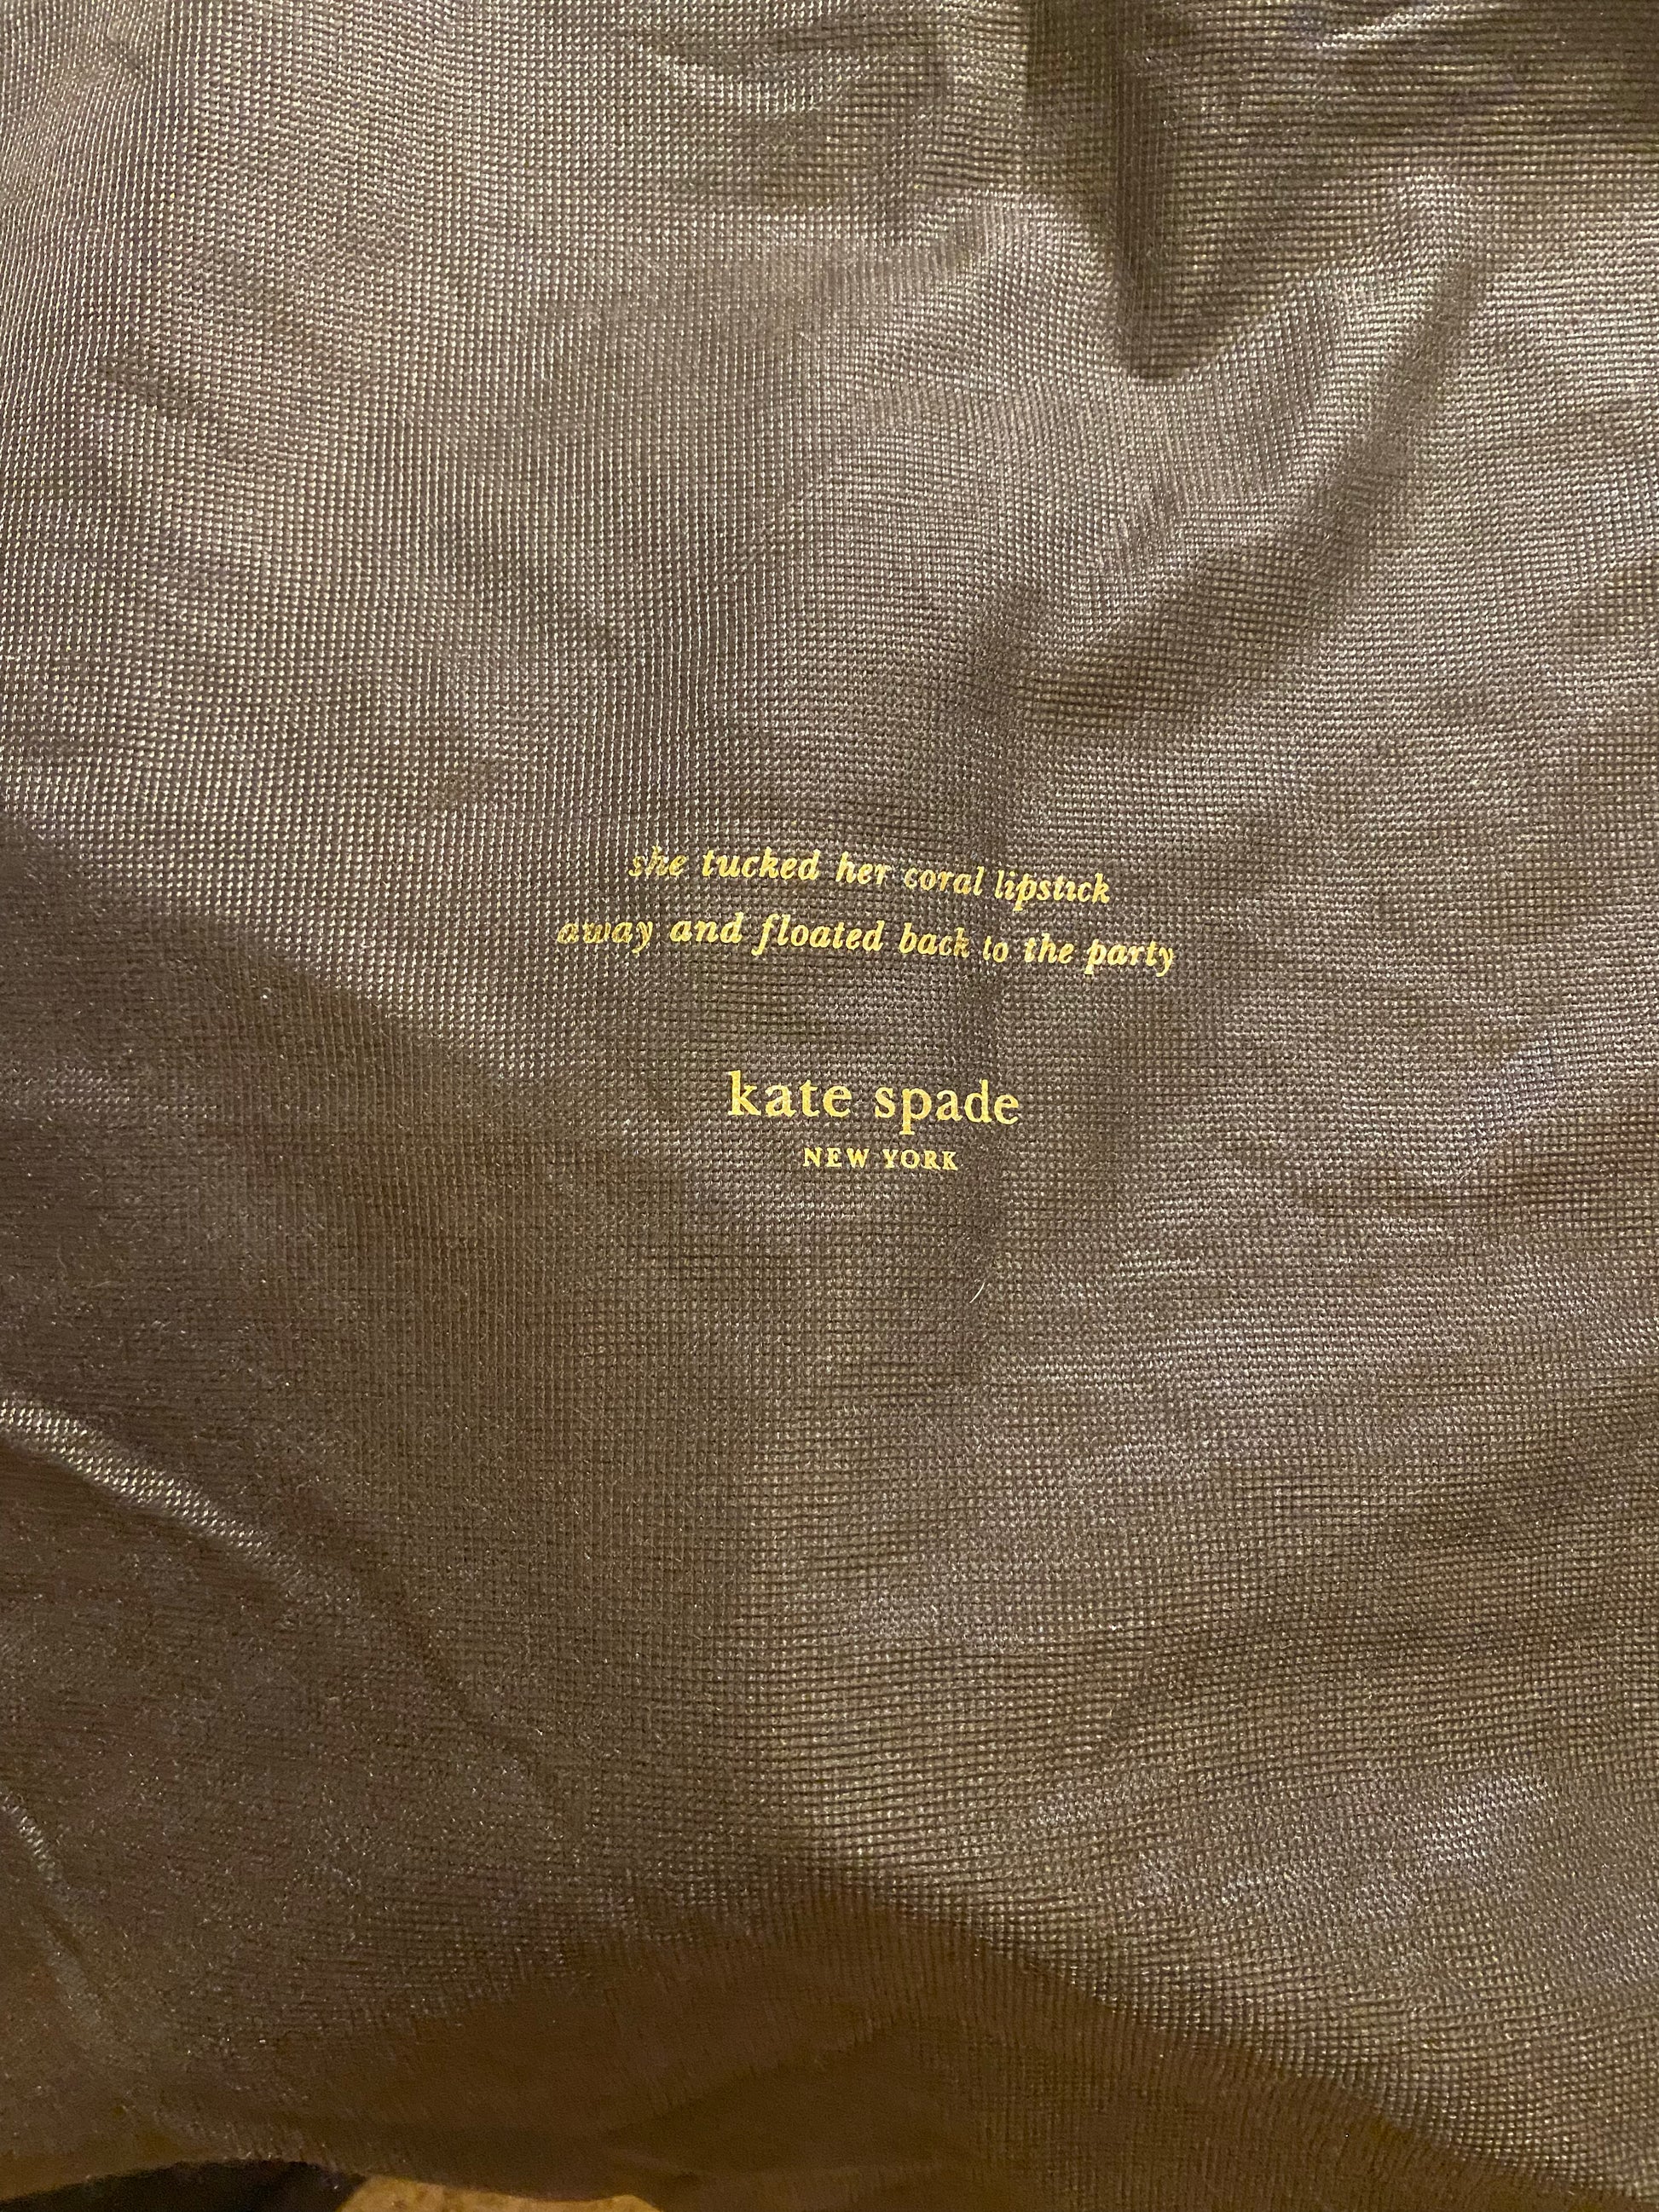 she tucked her coral lipstick
away and floated back to the party
kate spade
NEW YORK